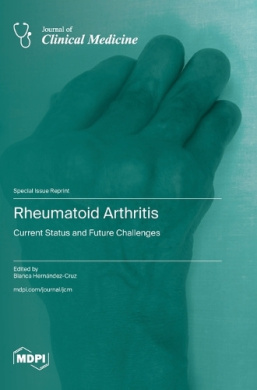 Journal of
Clinical Medicine
Special Issue Reprint
Rheumatoid Arthritis
Current Status and Future Challenges
Edited by
Blanca Hernández-Cruz
mdpi.com/journal/jcm
MDPI